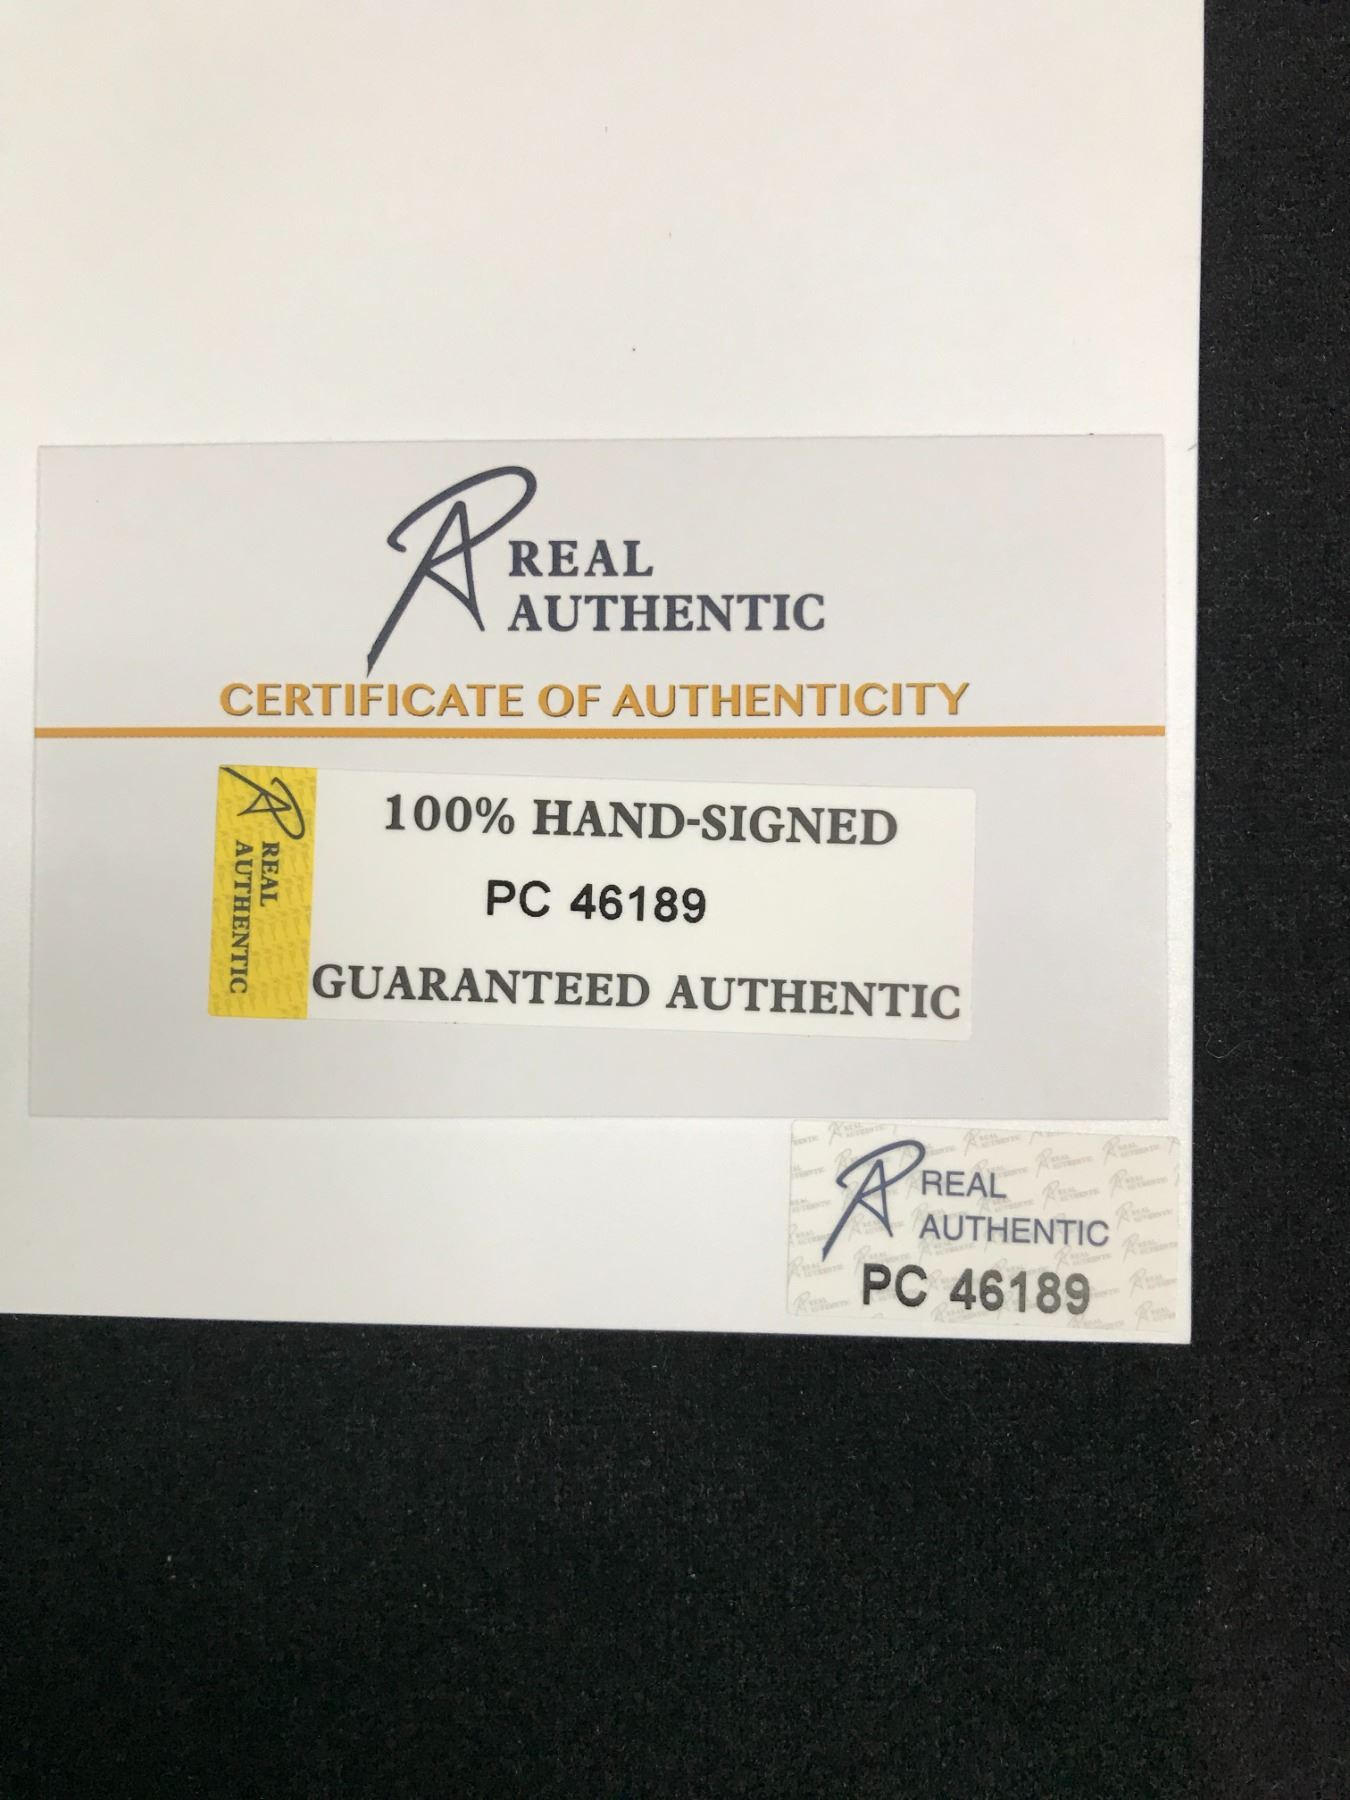 REAL
AUTHENTIC
CERTIFICATE OF AUTHENTICITY
REAL
AUTHENTIC
100% HAND-SIGNED
PC 46189
GUARANTEED AUTHENTIC
REAL
AUTHENTIC
PC 46189